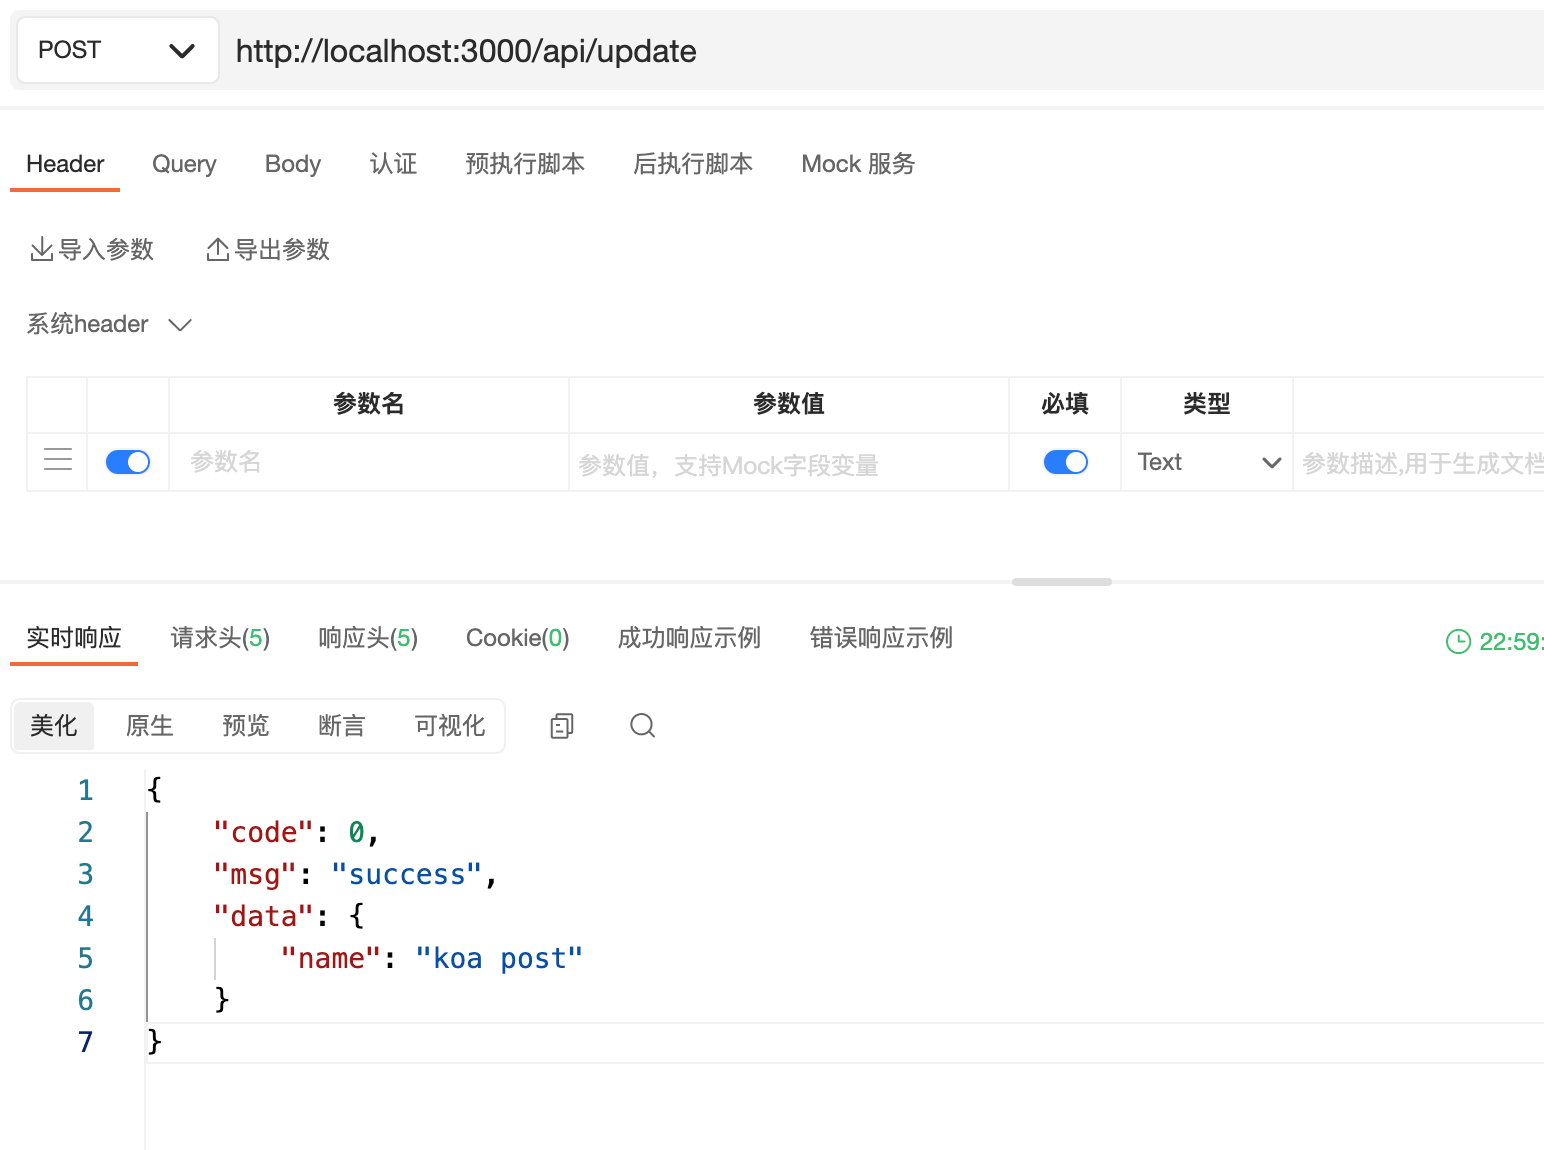 POST http://localhost:3000/api/update
Header Query Body 认证 预执行脚本 后执行脚本 Mock 服务
导入参数 导出参数
系统header
参数名 参数值 必填 类型
参数名 参数值，支持Mock字段变量 Text 参数描述,用于生成文档
实时响应 请求头(5) 响应头(5) Cookie(0) 成功响应示例 错误响应示例 22:59:
美化 原生 预览 断言 可视化
1 {
2 "code": 0,
3 "msg": "success",
4 "data": {
5 "name": "koa post"
6 }
7 }